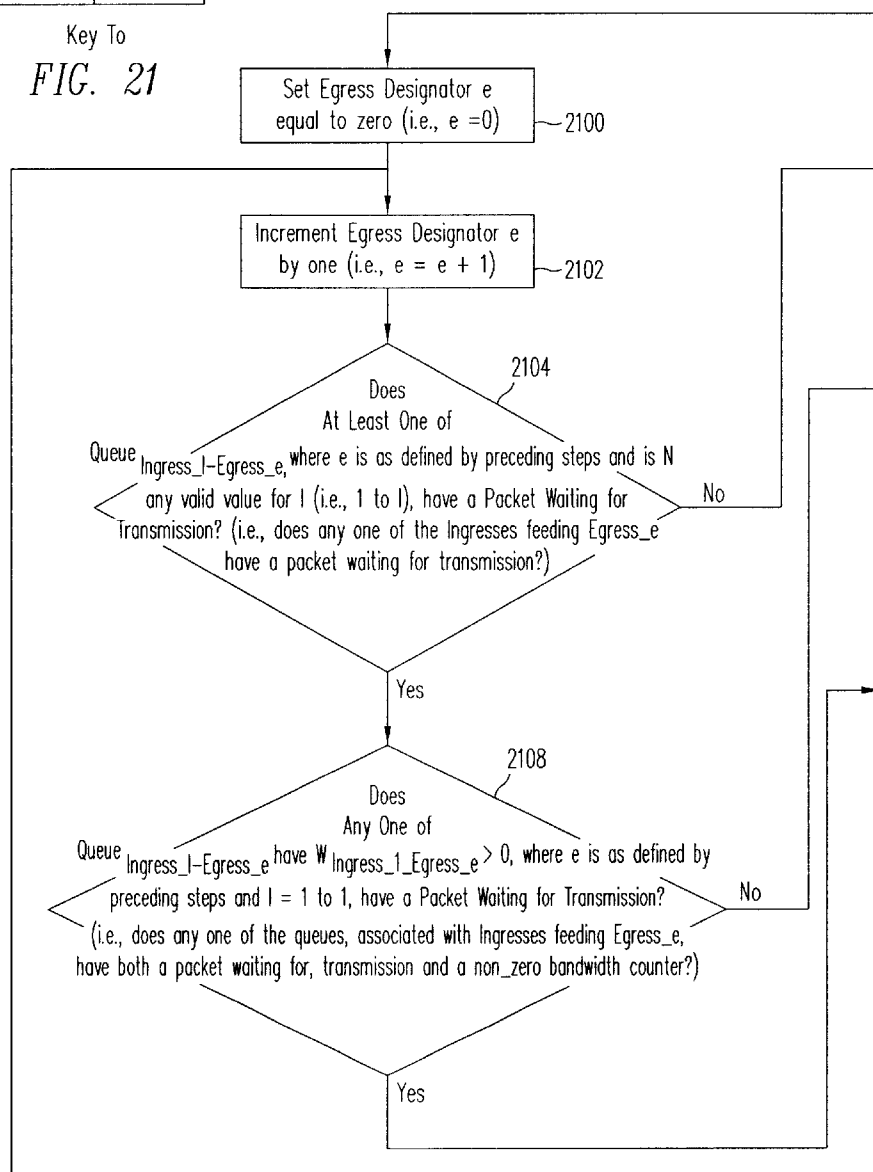 Key To
FIG. 21
Set Egress Designator e
equal to zero (i.e., e =0)
2100
Increment Egress Designator e
by one (i.e., e = e + 1)
2102
2104
Does
At Least One of
Queue Ingress_I-Egress_e, where e is as defined by preceding steps and is N
any valid value for I (i.e., 1 to I), have a Packet Waiting for
Transmission? (i.e., does any one of the Ingresses feeding Egress_e
have a packet waiting for transmission?)
No
Yes
2108
Does
Any One of
Queue Ingress_I-Egress_e have W Ingress_1_Egress_e > 0, where e is as defined by
preceding steps and I = 1 to 1, have a Packet Waiting for Transmission?
(i.e., does any one of the queues, associated with Ingresses feeding Egress_e,
have both a packet waiting for, transmission and a non_zero bandwidth counter?)
No
Yes